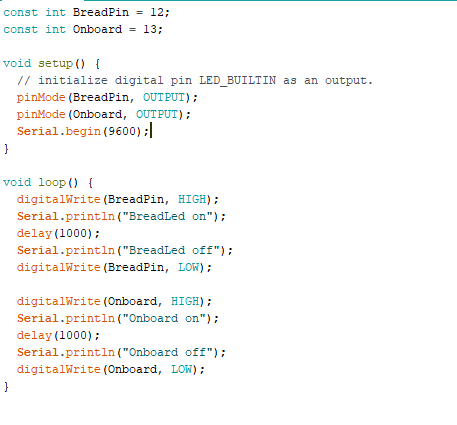 const int BreadPin = 12;
const int Onboard = 13;
void setup() {
  // initialize digital pin LED_BUILTIN as an output.
  pinMode(BreadPin, OUTPUT);
  pinMode(Onboard, OUTPUT);
  Serial.begin(9600);
}
void loop() {
  digitalWrite(BreadPin, HIGH);
  Serial.println("BreadLed on");
  delay(1000);
  Serial.println("BreadLed off");
  digitalWrite(BreadPin, LOW);
  digitalWrite(Onboard, HIGH);
  Serial.println("Onboard on");
  delay(1000);
  Serial.println("Onboard off");
  digitalWrite(Onboard, LOW);
}